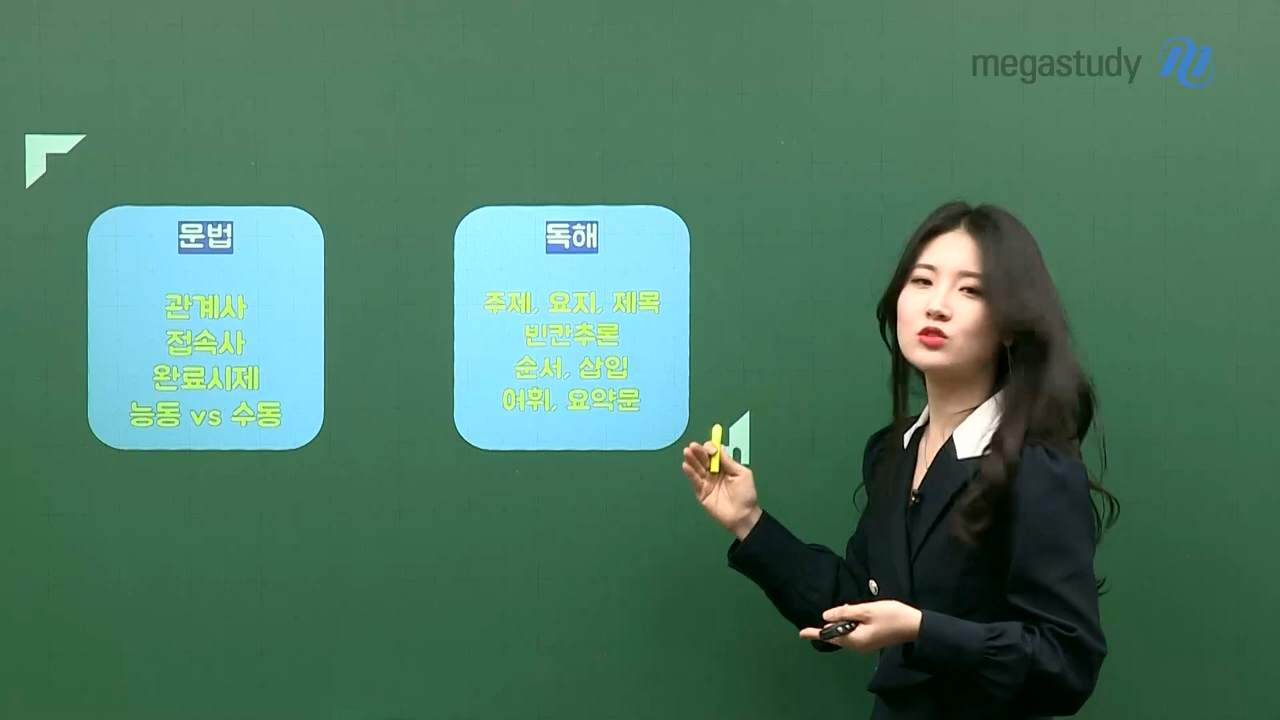 megastudy
문법
관계사
접속사
완료시제
능동 vs 수동
독해
주제, 요지, 제목
빈칸추론
순서, 삽입
어휘, 요약문